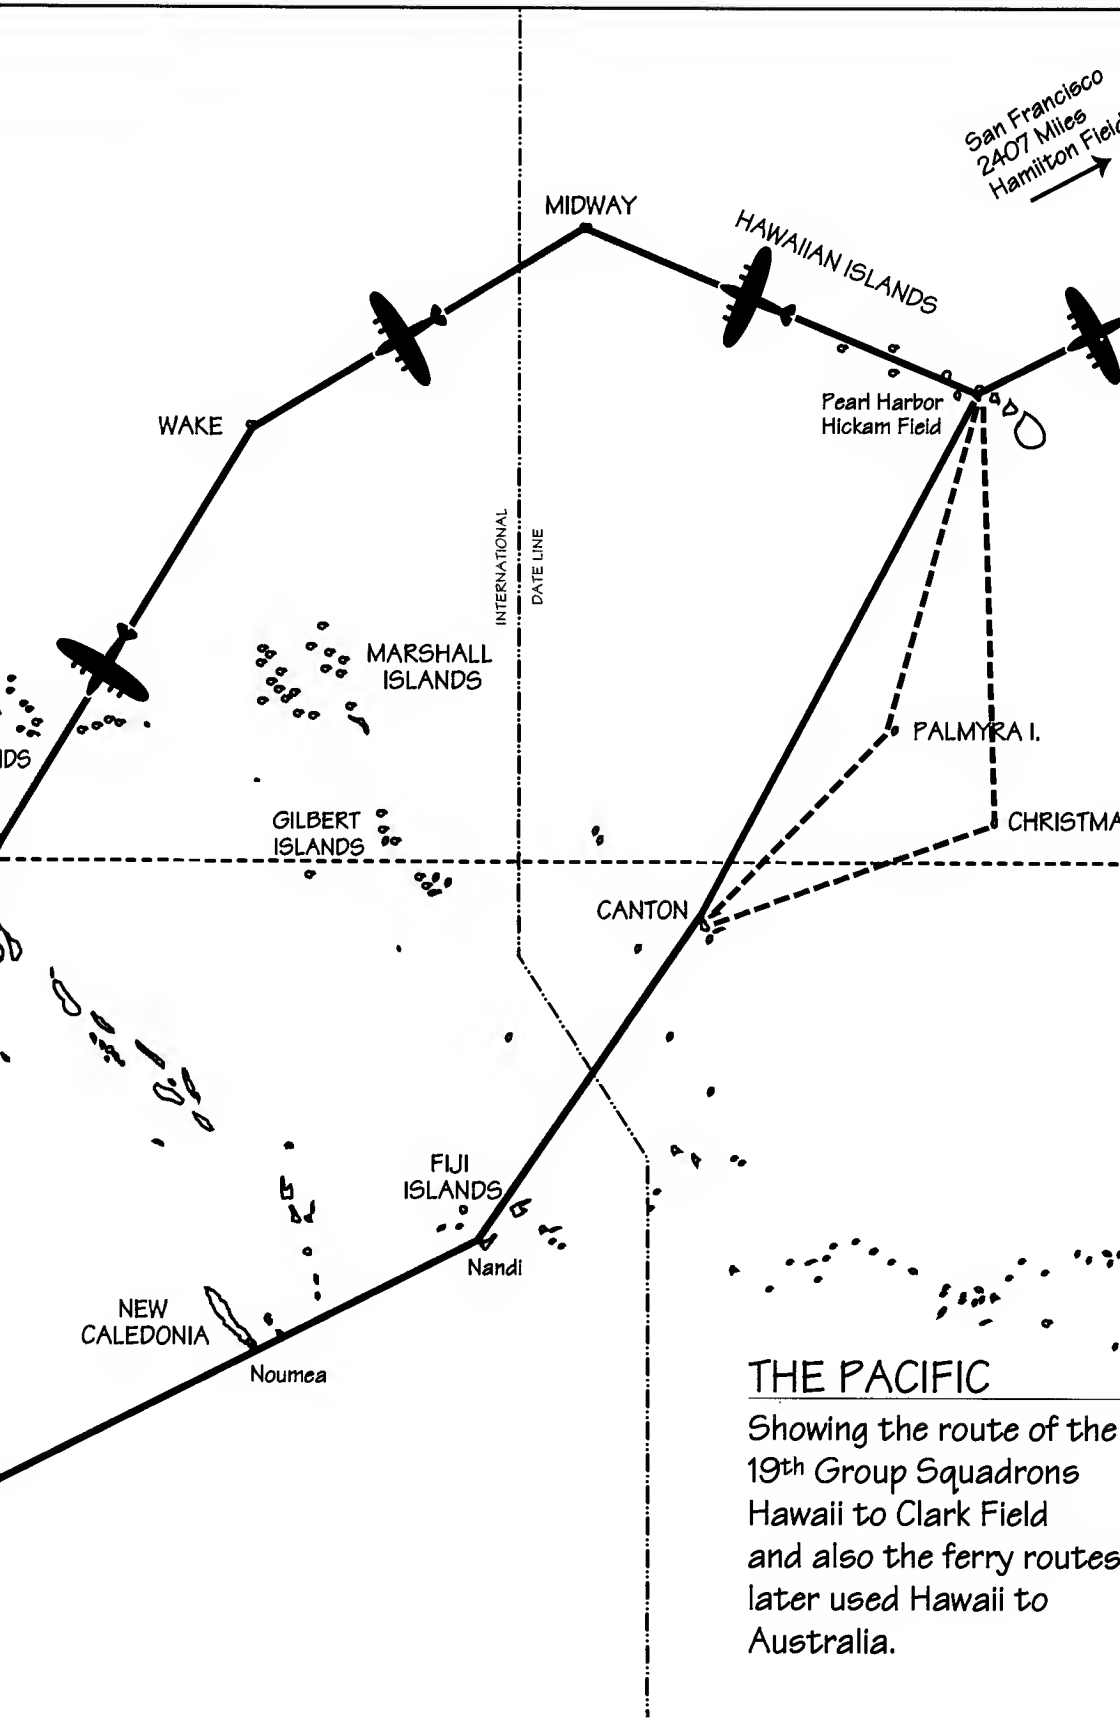 San Francisco
2407 Miles
Hamilton Field
MIDWAY
HAWAIIAN ISLANDS
WAKE
Pearl Harbor
Hickam Field
INTERNATIONAL
DATE LINE
MARSHALL
ISLANDS
PALMYRA I.
NDS
GILBERT
ISLANDS
CHRISTMA
CANTON
FIJI
ISLANDS
Nandi
NEW
CALEDONIA
Noumea
THE PACIFIC
Showing the route of the
19th Group Squadrons
Hawaii to Clark Field
and also the ferry routes
later used Hawaii to
Australia.